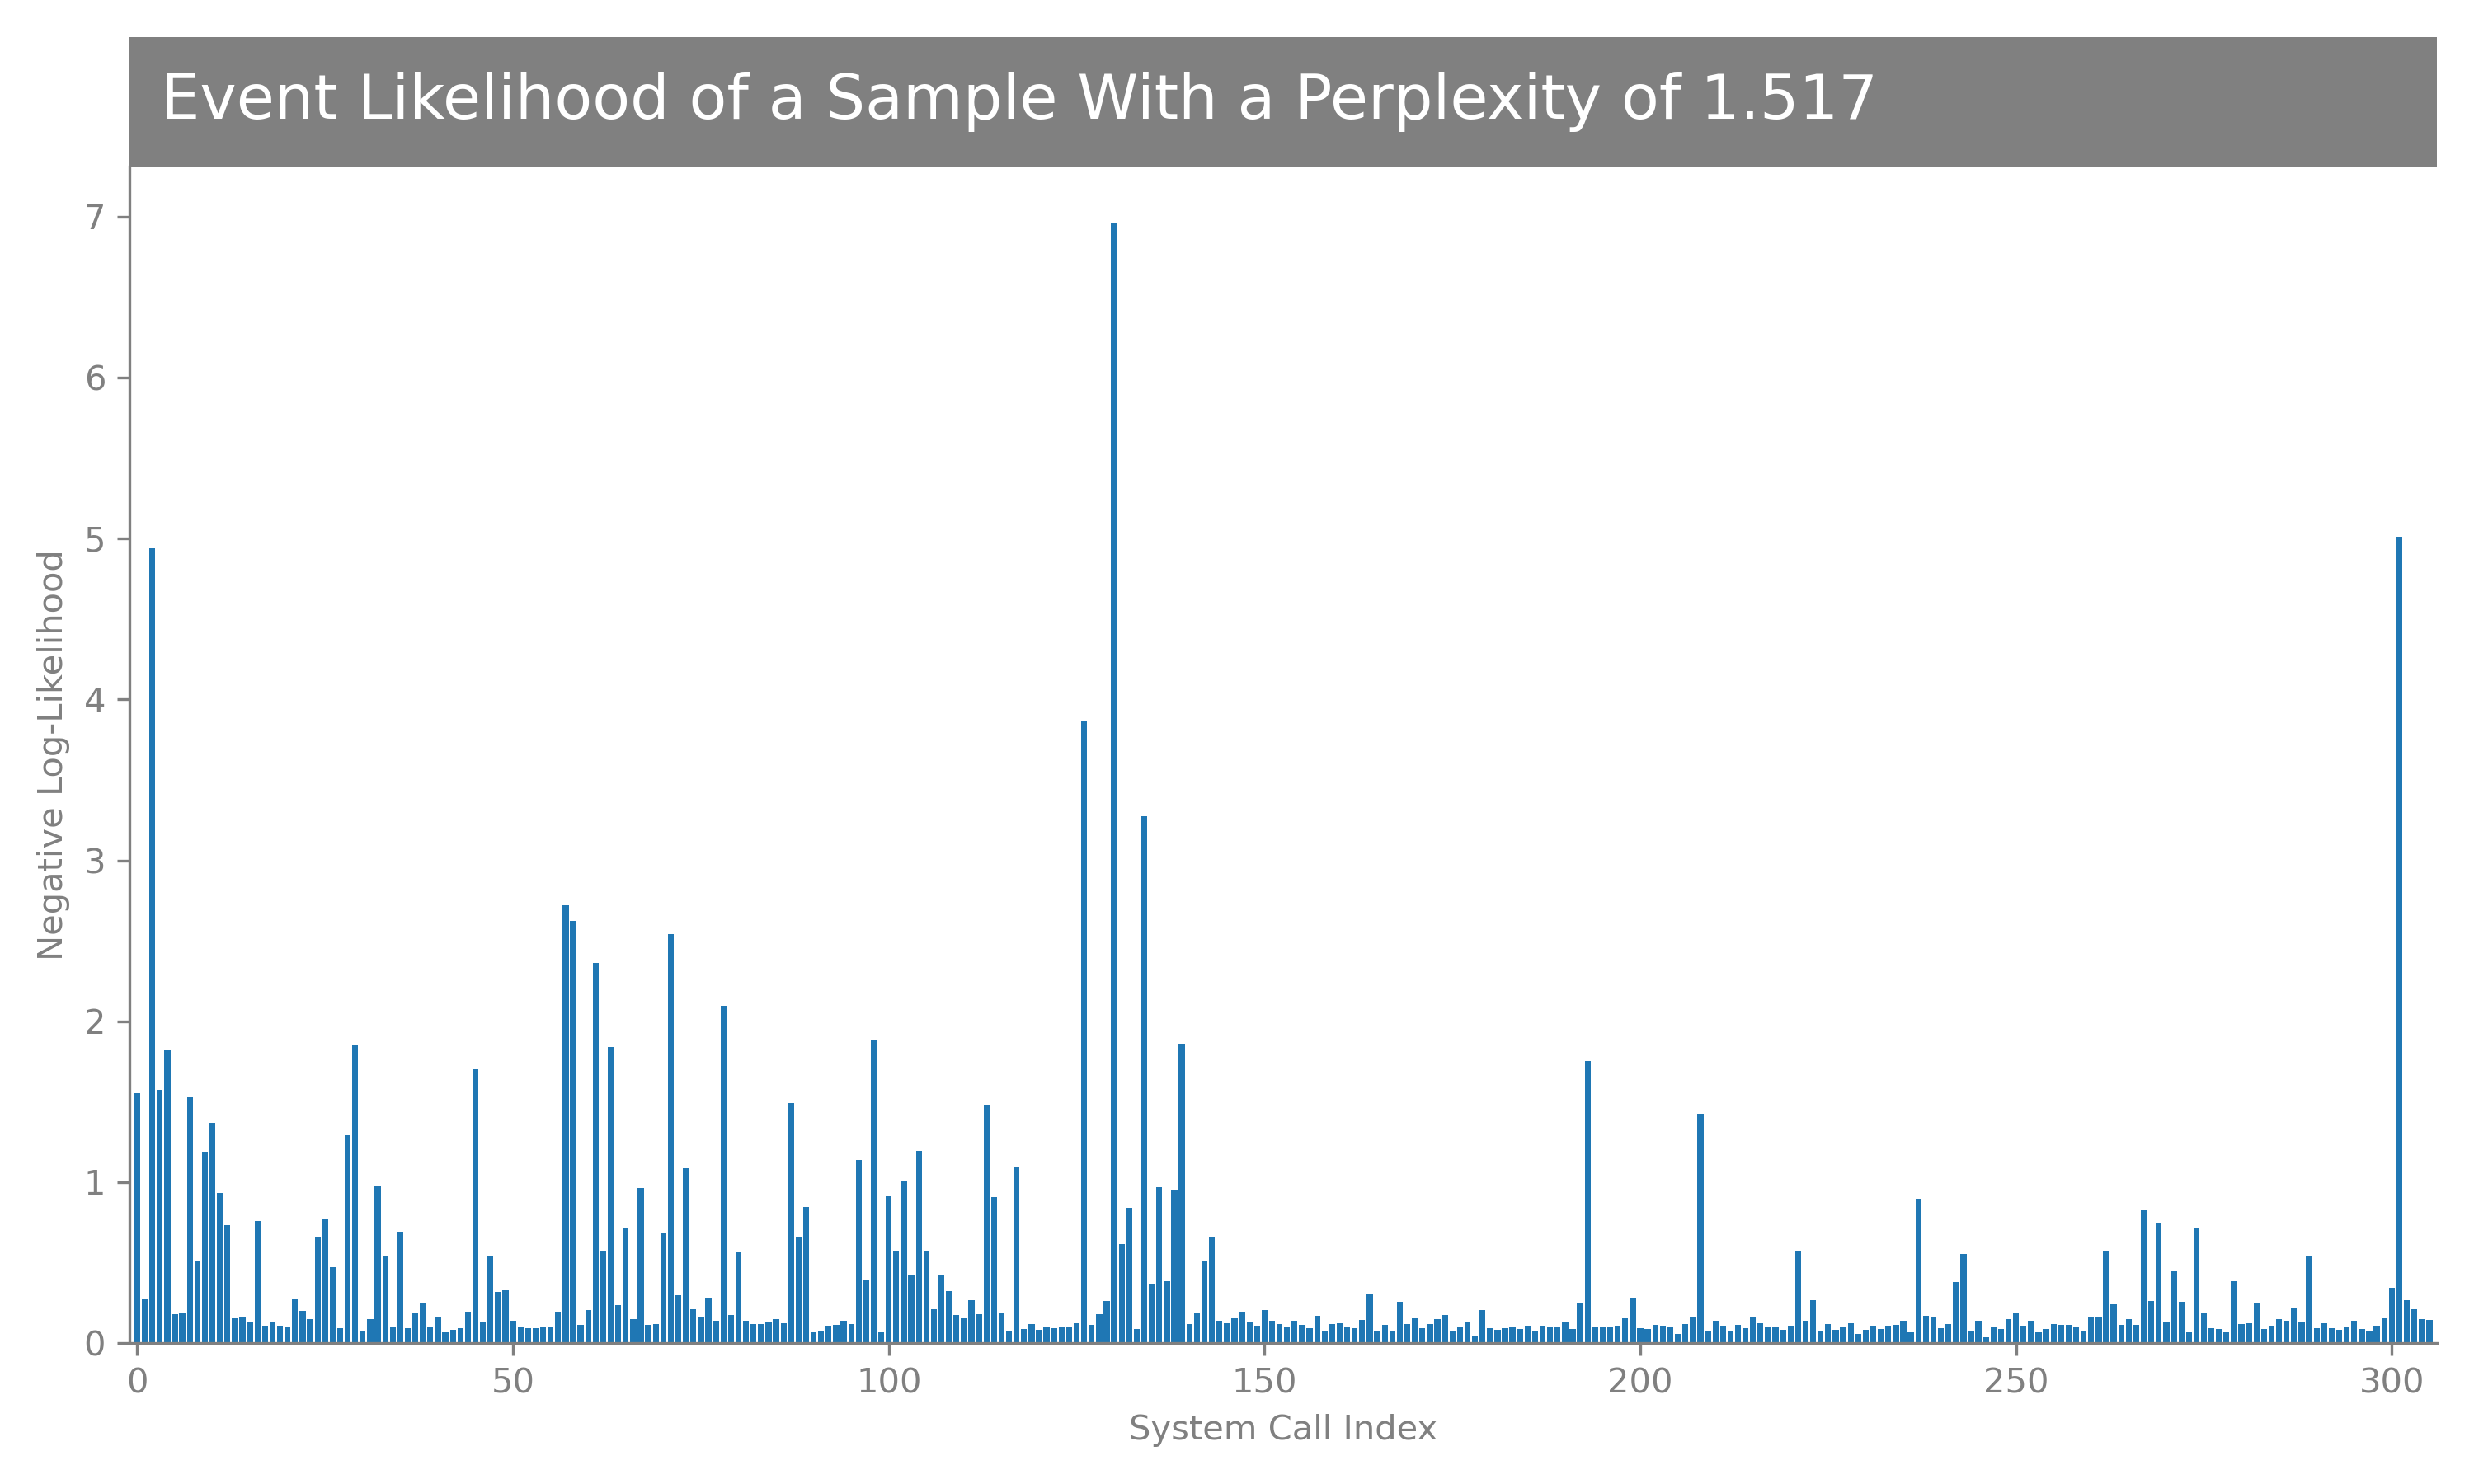 Event Likelihood of a Sample With a Perplexity of 1.517
7
6
5
4
3
2
1
0
Negative Log-Likelihood
0 50 100 150 200 250 300
System Call Index